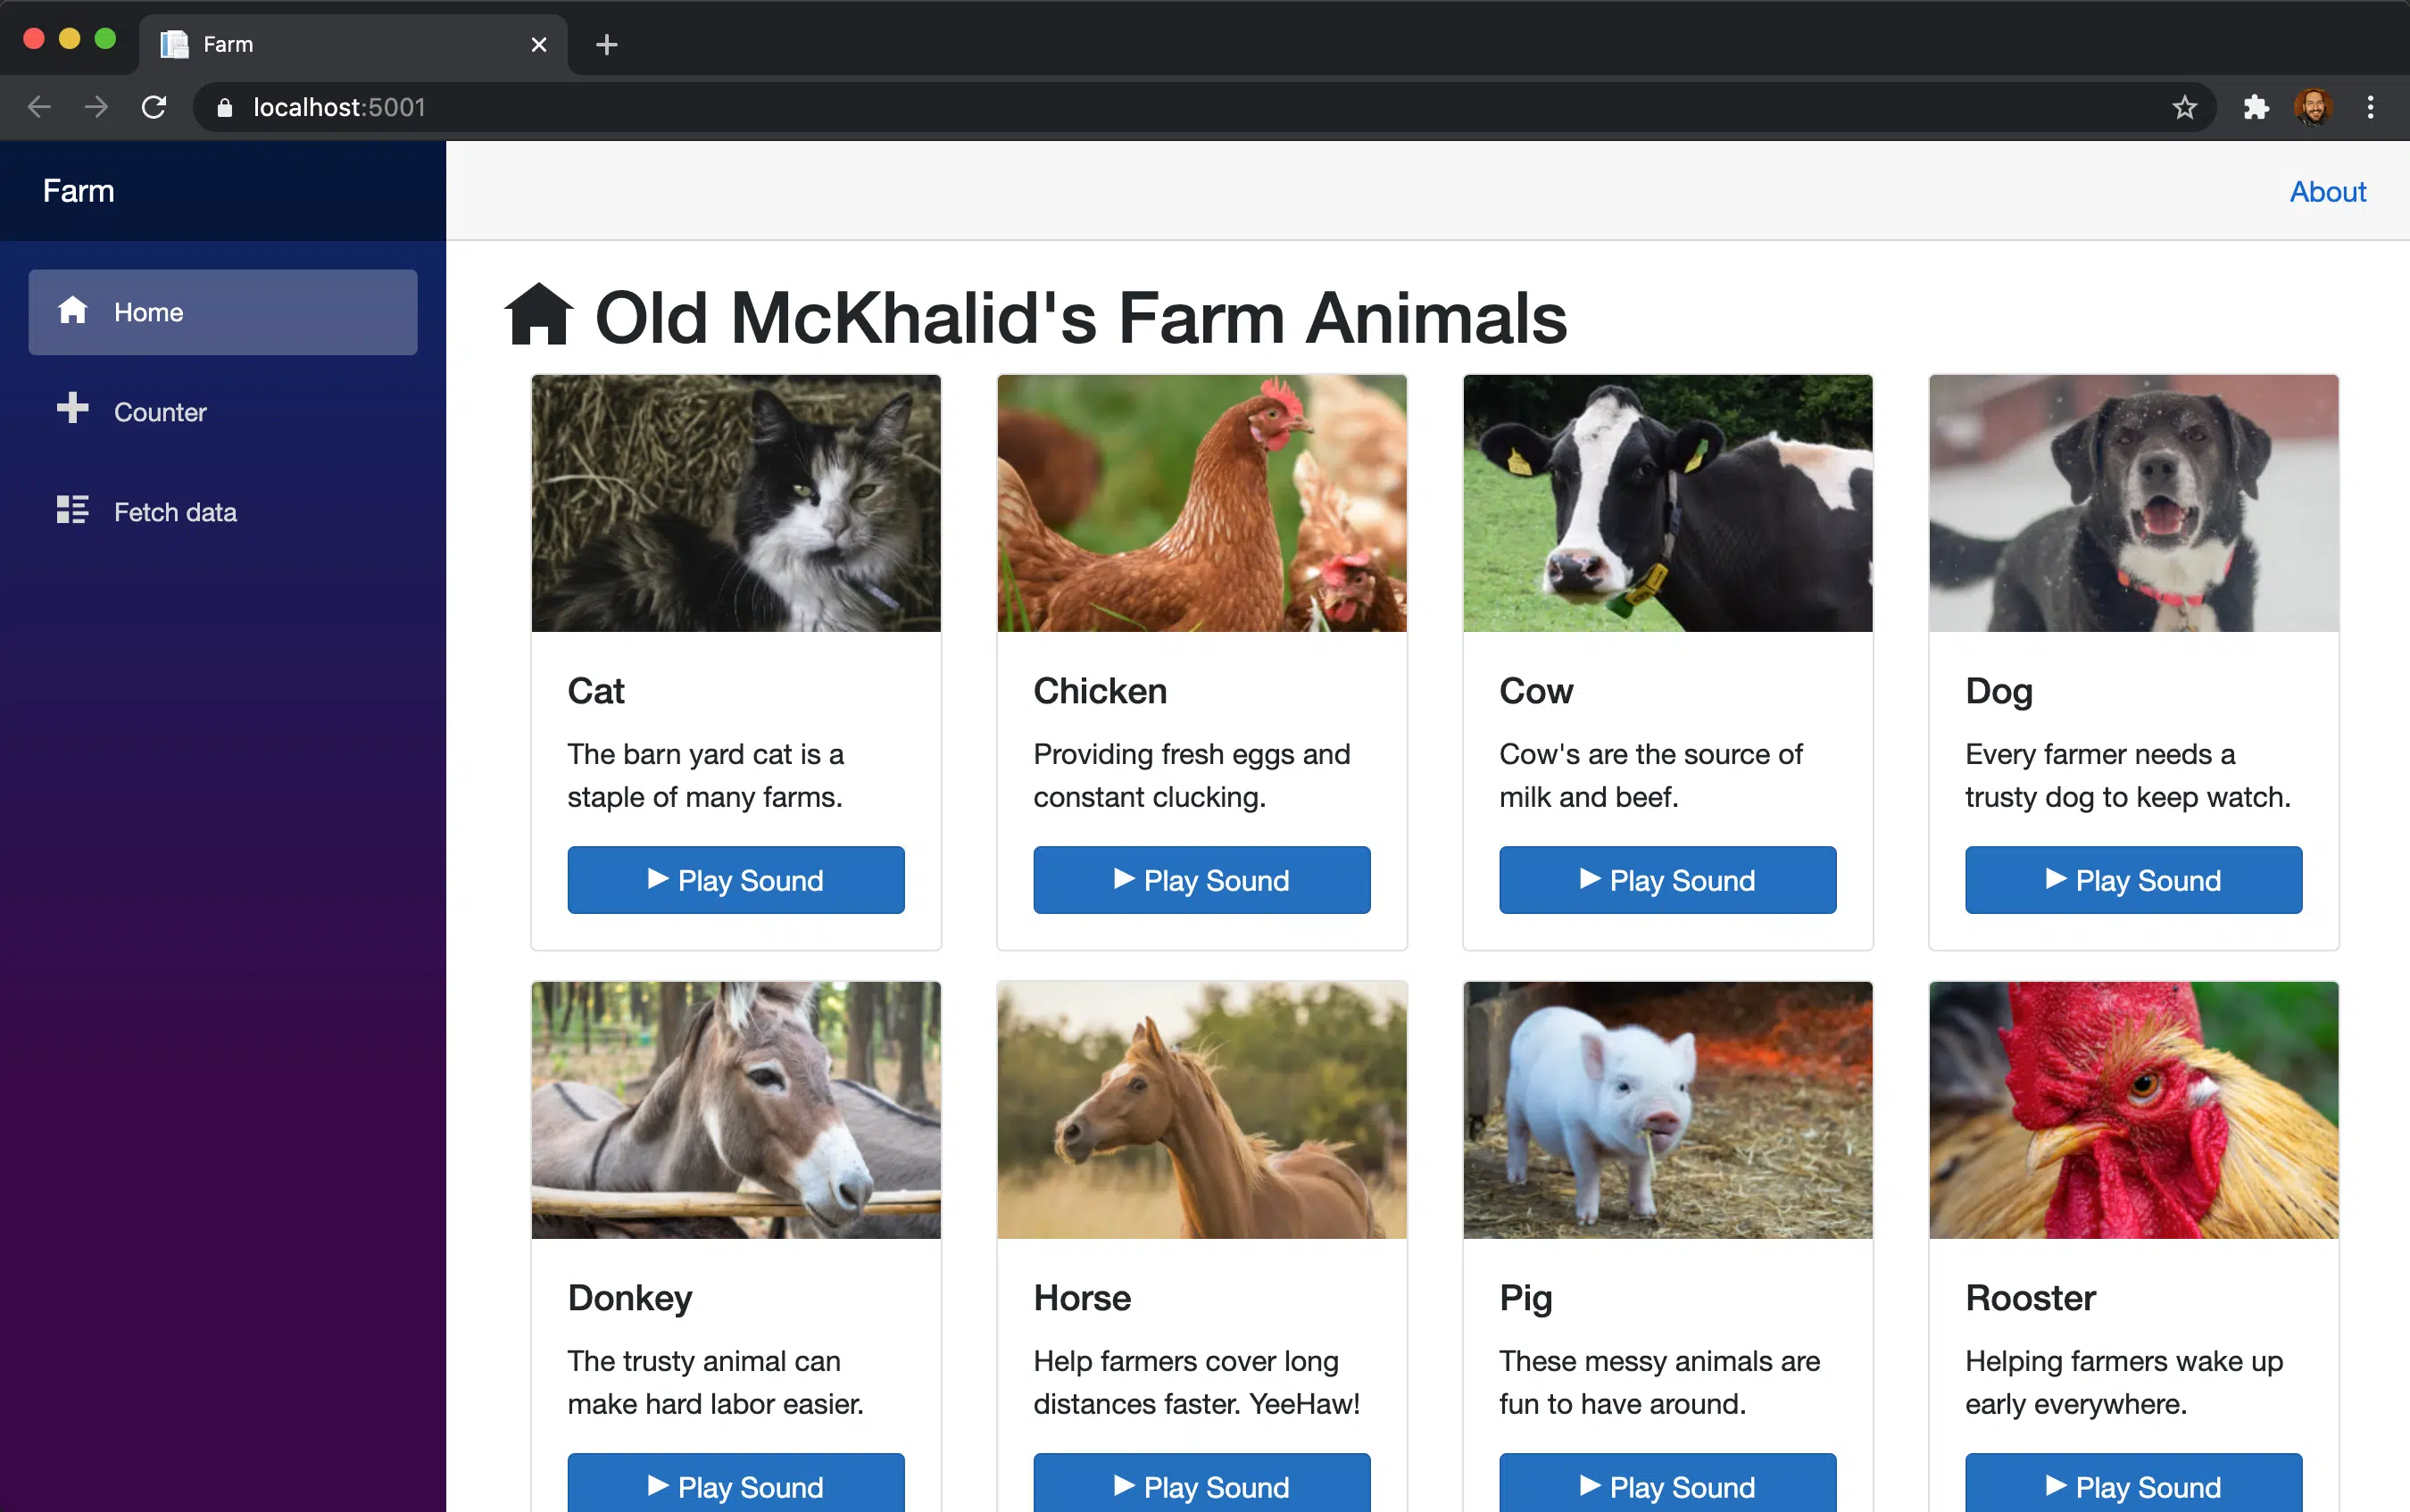 Farm
localhost:5001
Farm
About
Home
Counter
Fetch data
Old McKhalid's Farm Animals
Cat
The barn yard cat is a
staple of many farms.
Play Sound
Chicken
Providing fresh eggs and
constant clucking.
Play Sound
Cow
Cow's are the source of
milk and beef.
Play Sound
Dog
Every farmer needs a
trusty dog to keep watch.
Play Sound
Donkey
The trusty animal can
make hard labor easier.
Play Sound
Horse
Help farmers cover long
distances faster. YeeHaw!
Play Sound
Pig
These messy animals are
fun to have around.
Play Sound
Rooster
Helping farmers wake up
early everywhere.
Play Sound